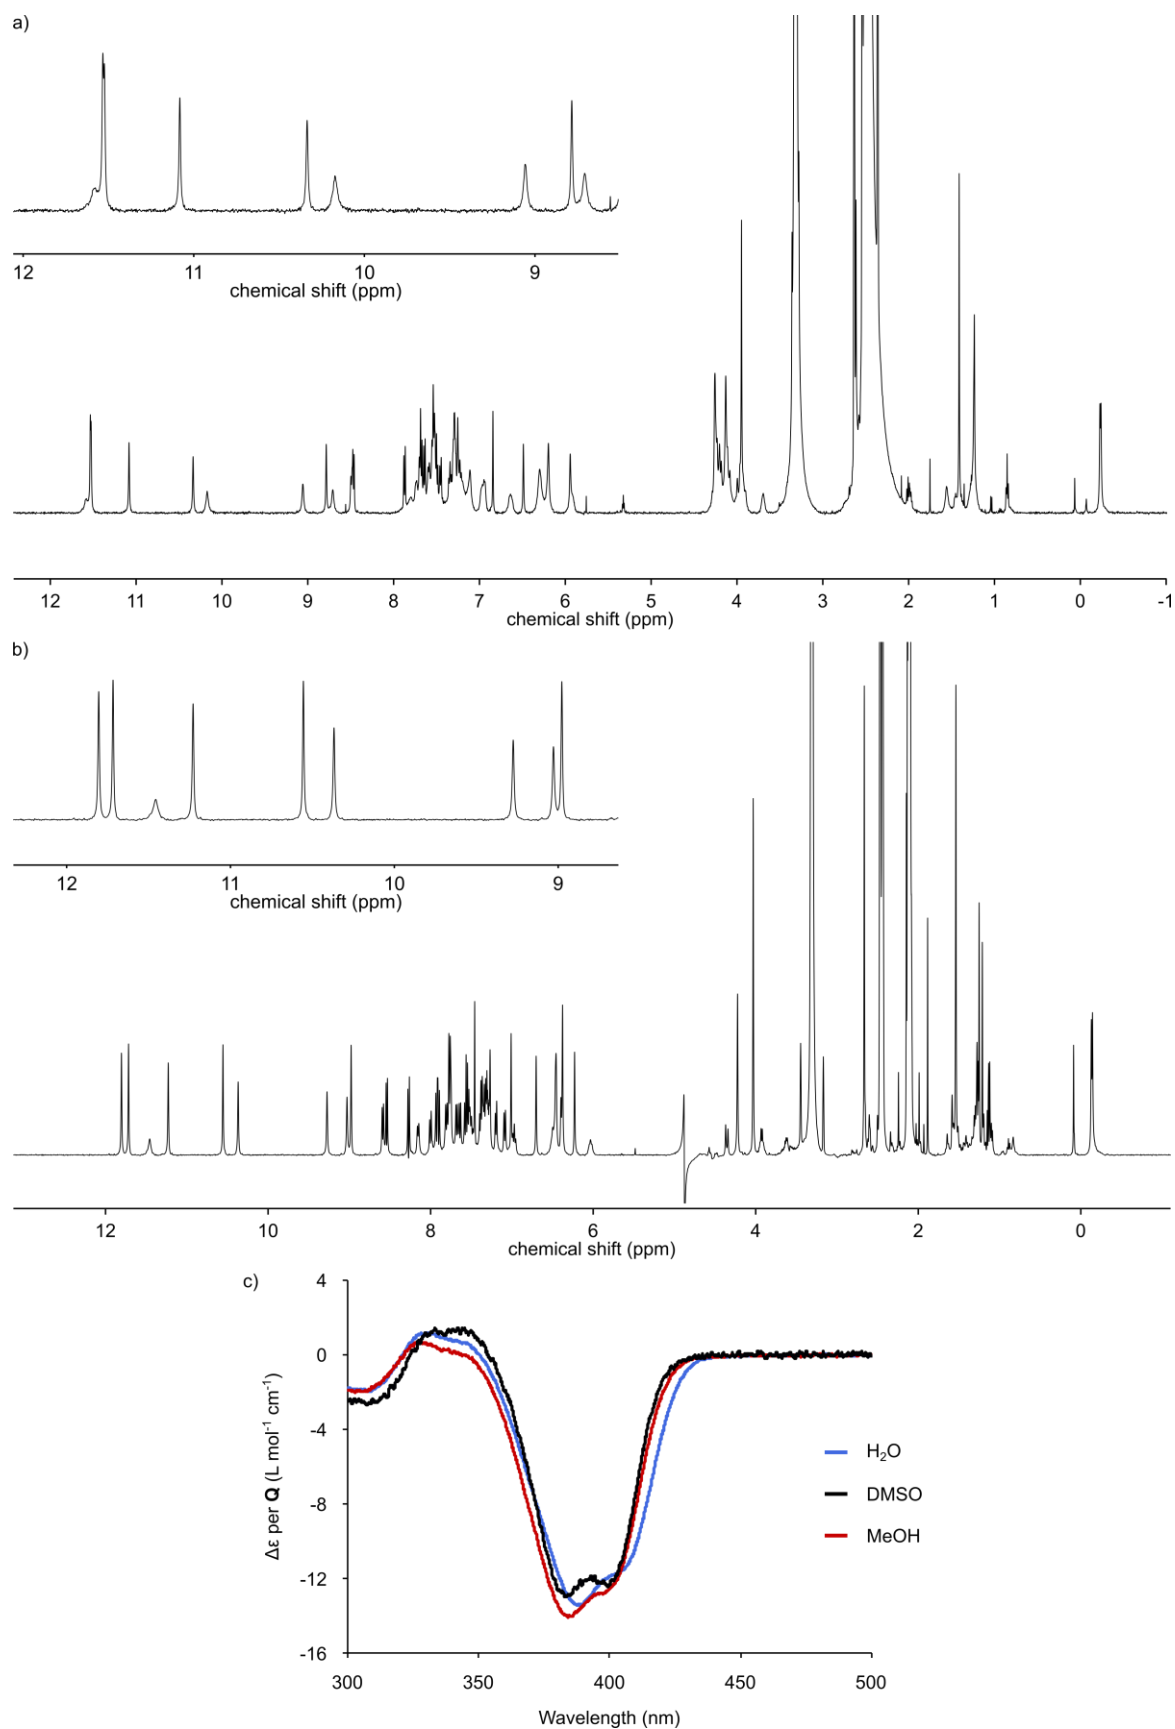 a)
12 11 10 9
chemical shift (ppm)
12 11 10 9 8 7 6 5 4 3 2 1 0 -1
chemical shift (ppm)
b)
12 11 10 9
chemical shift (ppm)
12 10 8 6 4 2 0
chemical shift (ppm)
c)
4
0
-4
-8
-12
-16
Δε per Q (L mol⁻¹ cm⁻¹)
H₂O
DMSO
MeOH
300 350 400 450 500
Wavelength (nm)